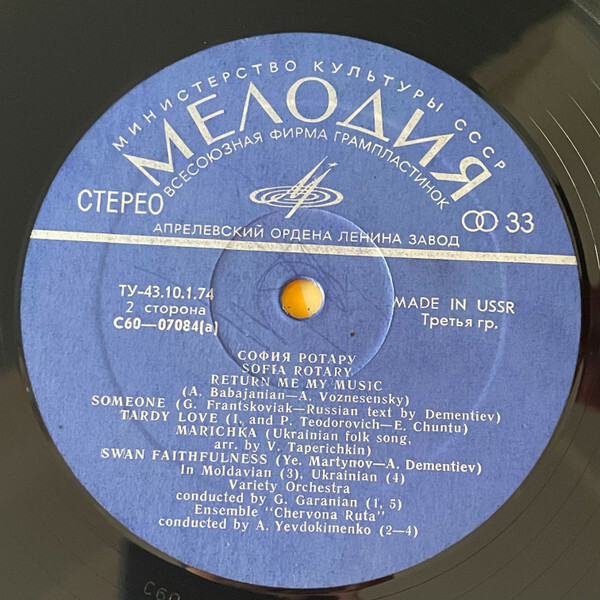 МИНИСТЕРСТВО КУЛЬТУРЫ СССР
МЕЛОДИЯ
ВСЕСОЮЗНАЯ ФИРМА ГРАМПЛАСТИНОК
СТЕРЕО
33
АПРЕЛЕВСКИЙ ОРДЕНА ЛЕНИНА ЗАВОД
ТУ-43.10.1.74
MADE IN USSR
2 сторона
Третья гр.
С60—07084(а)
СОФИЯ РОТАРУ
SOFIA ROTARY
RETURN ME MY MUSIC
(A. Babajanian—A. Voznesensky)
SOMEONE (G. Frantskoviak—Russian text by Dementiev)
TARDY LOVE (I. and P. Teodorovich—E. Chuntu)
MARICHKA (Ukrainian folk song,
arr. by V. Taperichkin)
SWAN FAITHFULNESS (Ye. Martynov—A. Dementiev)
In Moldavian (3), Ukrainian (4)
Variety Orchestra
conducted by G. Garanian (1, 5)
Ensemble "Chervona Ruta"
conducted by A. Yevdokimenko (2—4)
С60